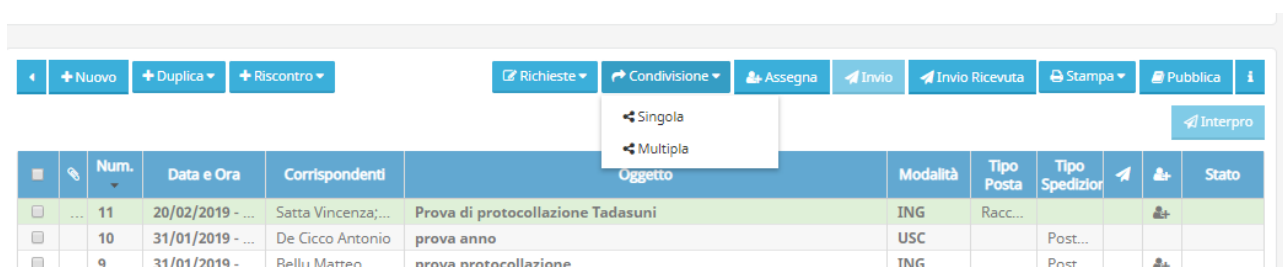 Nuovo Duplica Riscontro Richieste Condivisione Assegna Invio Invio Ricevuta Stampa Pubblica i
Singola
Interpro
Multipla
Num. Data e Ora Corrispondenti Oggetto Modalità Tipo Posta Tipo Spedizion Stato
... 11 20/02/2019 - ... Satta Vincenza;... Prova di protocollazione Tadasuni ING Racc...
10 31/01/2019 - ... De Cicco Antonio prova anno USC Post...
9 31/01/2019 - Bellu Matteo prova protocollazione ING Post